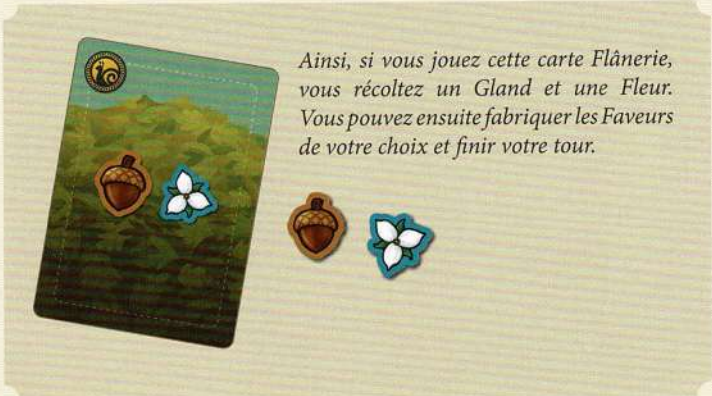 Ainsi, si vous jouez cette carte Flânerie,
vous récoltez un Gland et une Fleur.
Vous pouvez ensuite fabriquer les Faveurs
de votre choix et finir votre tour.